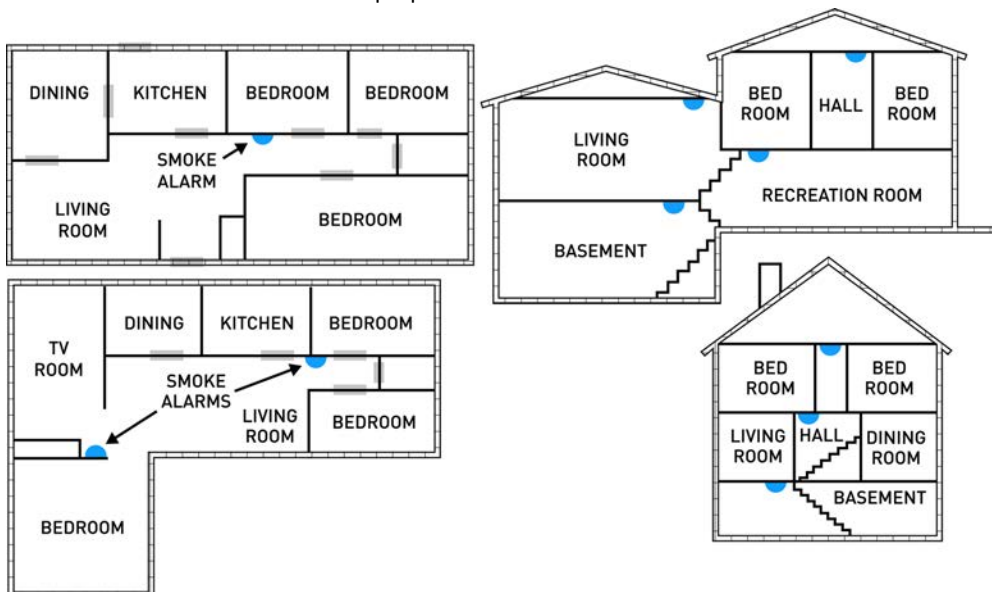 DINING
KITCHEN
BEDROOM
BEDROOM
SMOKE
ALARM
LIVING
ROOM
BEDROOM
LIVING
ROOM
BED
ROOM
HALL
BED
ROOM
RECREATION ROOM
BASEMENT
TV
ROOM
DINING
KITCHEN
BEDROOM
SMOKE
ALARMS
LIVING
ROOM
BEDROOM
BEDROOM
BED
ROOM
BED
ROOM
LIVING
ROOM
HALL
DINING
ROOM
BASEMENT